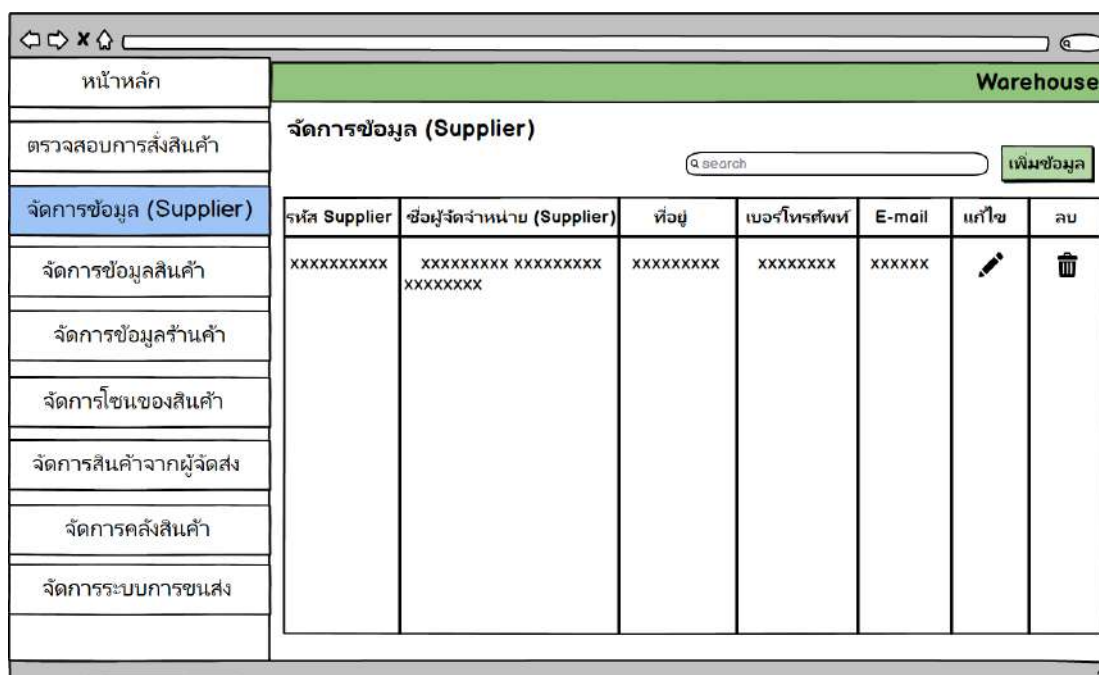 หน้าหลัก
ตรวจสอบการสั่งสินค้า
จัดการข้อมูล (Supplier)
จัดการข้อมูลสินค้า
จัดการข้อมูลร้านค้า
จัดการโซนของสินค้า
จัดการสินค้าจากผู้จัดส่ง
จัดการคลังสินค้า
จัดการระบบการขนส่ง
Warehouse
จัดการข้อมูล (Supplier)
search
เพิ่มข้อมูล
รหัส Supplier ชื่อผู้จัดจำหน่าย (Supplier) ที่อยู่ เบอร์โทรศัพท์ E-mail แก้ไข ลบ
XXXXXXXXXX XXXXXXXXX XXXXXXXXX XXXXXXXXX XXXXXXXX XXXXXX
XXXXXXXX